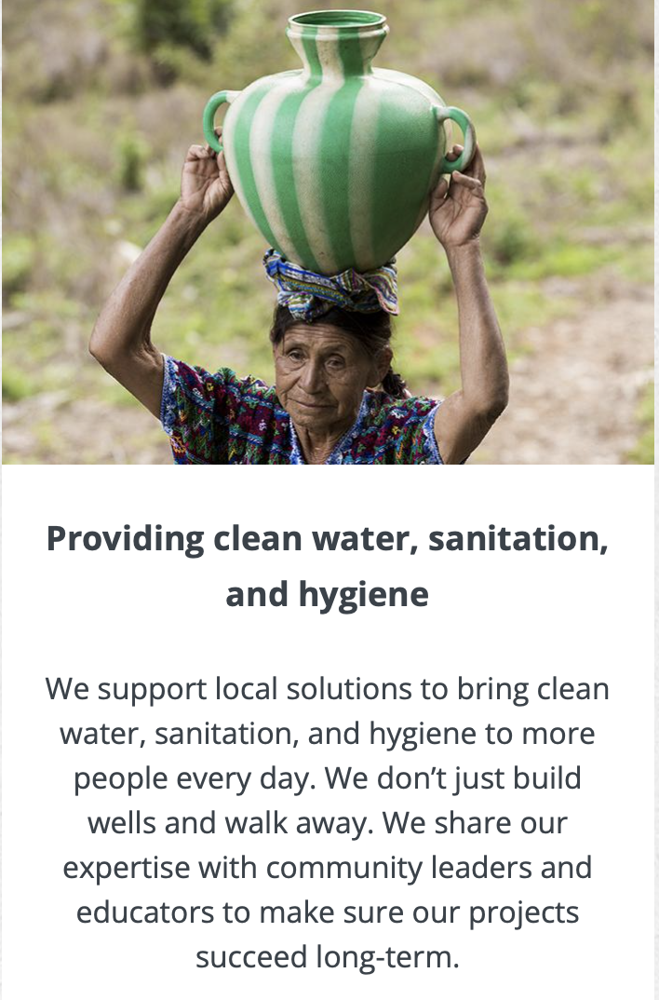 Providing clean water, sanitation,
and hygiene
We support local solutions to bring clean
water, sanitation, and hygiene to more
people every day. We don’t just build
wells and walk away. We share our
expertise with community leaders and
educators to make sure our projects
succeed long-term.